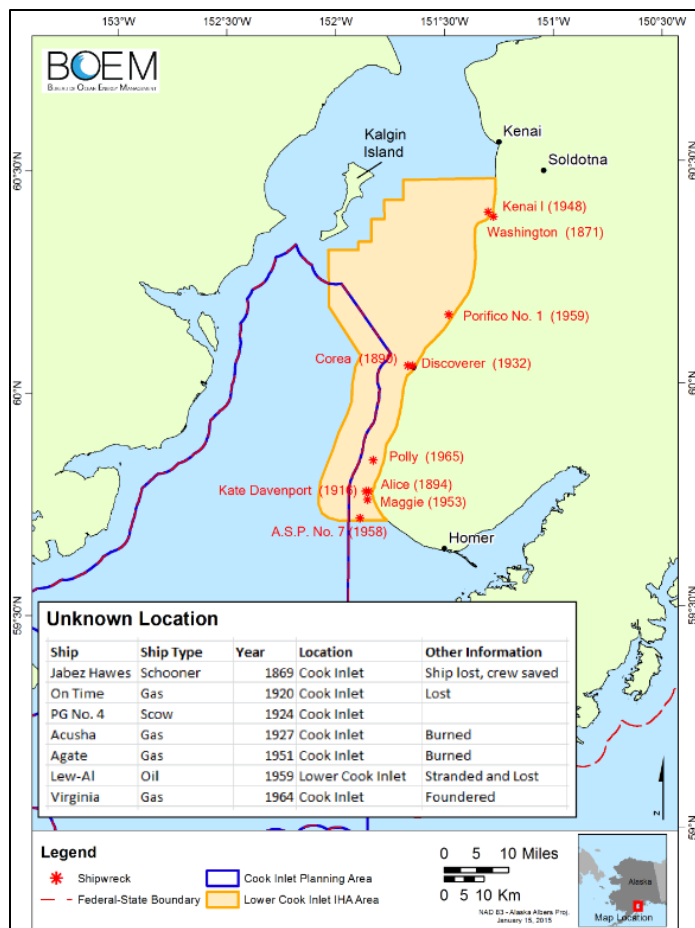 153°W 152°30'W 152°W 151°30'W 151°W 150°30'W
BOEM
BUREAU OF OCEAN ENERGY MANAGEMENT
Kalgin
Island
Kenai
Soldotna
60°30'N
60°30'N
Kenai I (1948)
Washington (1871)
Porifico No. 1 (1959)
Corea (1890)
Discoverer (1932)
60°N
60°N
Polly (1965)
Alice (1894)
Kate Davenport (1916)
Maggie (1953)
A.S.P. No. 7 (1958)
Homer
59°30'N
59°30'N
Unknown Location
Ship Ship Type Year Location Other Information
Jabez Hawes Schooner 1869 Cook Inlet Ship lost, crew saved
On Time Gas 1920 Cook Inlet Lost
PG No. 4 Scow 1924 Cook Inlet
Acusha Gas 1927 Cook Inlet Burned
Agate Gas 1951 Cook Inlet Burned
Lew-Al Oil 1959 Lower Cook Inlet Stranded and Lost
Virginia Gas 1964 Cook Inlet Foundered
Z
59°N
Legend
Shipwreck
Federal-State Boundary
Cook Inlet Planning Area
Lower Cook Inlet IHA Area
0 5 10 Miles
0 5 10 Km
NAD 83 - Alaska Albers Proj.
January 15, 2015
Alaska
Map Location